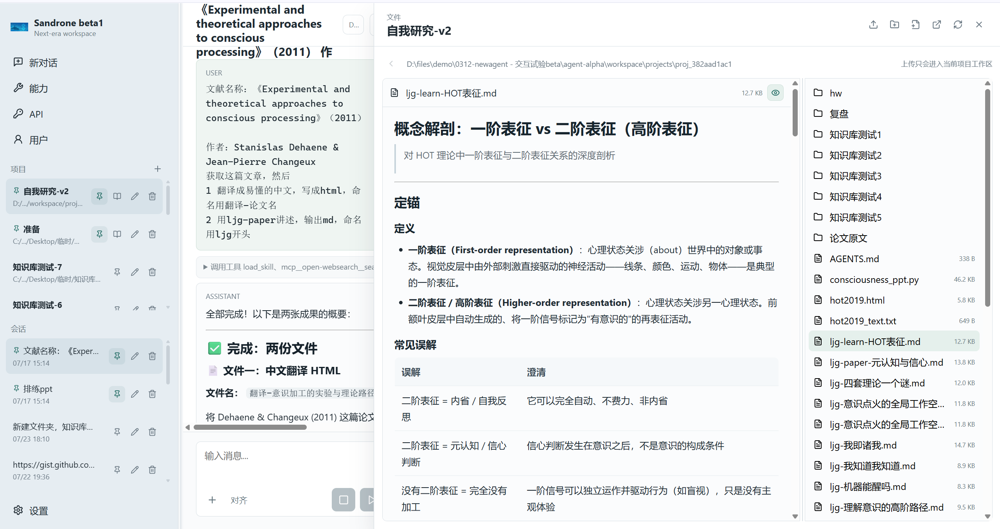 Sandrone beta1
Next-era workspace
新对话
能力
API
用户
项目
自我研究-v2
D:/.../workspace/proj...
准备
C:/.../Desktop/临时/...
知识库测试-7
C:/.../Desktop/临时/知识库...
知识库测试-6
会话
文献名称：《Exper...
07/17 15:14
排练ppt
07/17 15:14
新建文件夹，知识库...
07/23 18:10
https://gist.github.co...
07/22 19:36
设置
《Experimental and
theoretical approaches
to conscious
processing》（2011） 作
D...
USER
文献名称：《Experimental and
theoretical approaches to
conscious processing》（2011）
作者：Stanislas Dehaene &
Jean-Pierre Changeux
获取这篇文章，然后
1 翻译成易懂的中文，写成html，命
名用翻译-论文名
2 用ljg-paper讲述，输出md，命名
用ljg开头
调用工具 load_skill、mcp__open-websearch__sea
ASSISTANT
全部完成！以下是两张成果的概要：
✅ 完成：两份文件
📄 文件一：中文翻译 HTML
文件名： 翻译-意识加工的实验与理论路径
将 Dehaene & Changeux (2011) 这篇论文
输入消息...
对齐
文件
自我研究-v2
D:\files\demo\0312-newagent - 交互试验beta\agent-alpha\workspace\projects\proj_382aad1ac1
上传只会进入当前项目工作区
ljg-learn-HOT表征.md
12.7 KB
概念解剖：一阶表征 vs 二阶表征（高阶表征）
对 HOT 理论中一阶表征与二阶表征关系的深度剖析
定锚
定义
• 一阶表征（First-order representation）：心理状态关涉（about）世界中的对象或事
态。视觉皮层中由外部刺激直接驱动的神经活动——线条、颜色、运动、物体——是典型
的一阶表征。
• 二阶表征 / 高阶表征（Higher-order representation）：心理状态关涉另一心理状态。前
额叶皮层中自动生成的、将一阶信号标记为"有意识的"的再表征活动。
常见误解
误解 澄清
二阶表征 = 内省 / 自我反 它可以完全自动、不费力、非内省
思
二阶表征 = 元认知 / 信心 信心判断发生在意识之后，不是意识的构成条件
判断
没有二阶表征 = 完全没有 一阶信号可以独立运作并驱动行为（如盲视），只是没有主
加工 观体验
hw
复盘
知识库测试1
知识库测试2
知识库测试3
知识库测试4
知识库测试5
论文原文
AGENTS.md 338 B
consciousness_ppt.py 46.2 KB
hot2019.html 5.8 KB
hot2019_text.txt 649 B
ljg-learn-HOT表征.md 12.7 KB
ljg-paper-元认知与信心.md 13.8 KB
ljg-四套理论一个谜.md 12.0 KB
ljg-意识点火的全局工作空... 11.8 KB
ljg-意识点火的全局工作空... 11.8 KB
ljg-我即诸我.md 14.7 KB
ljg-我知道我知道.md 8.9 KB
ljg-机器能醒吗.md 8.3 KB
ljg-理解意识的高阶路径.md 9.5 KB